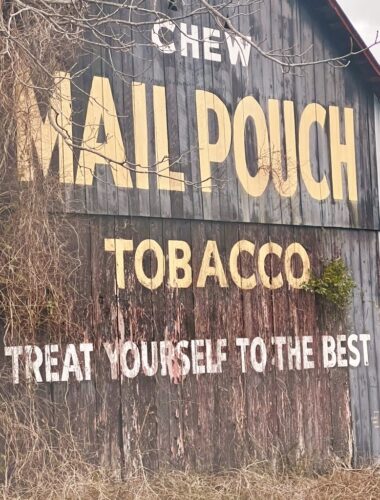 CHEW
MAIL POUCH
TOBACCO
TREAT YOURSELF TO THE BEST